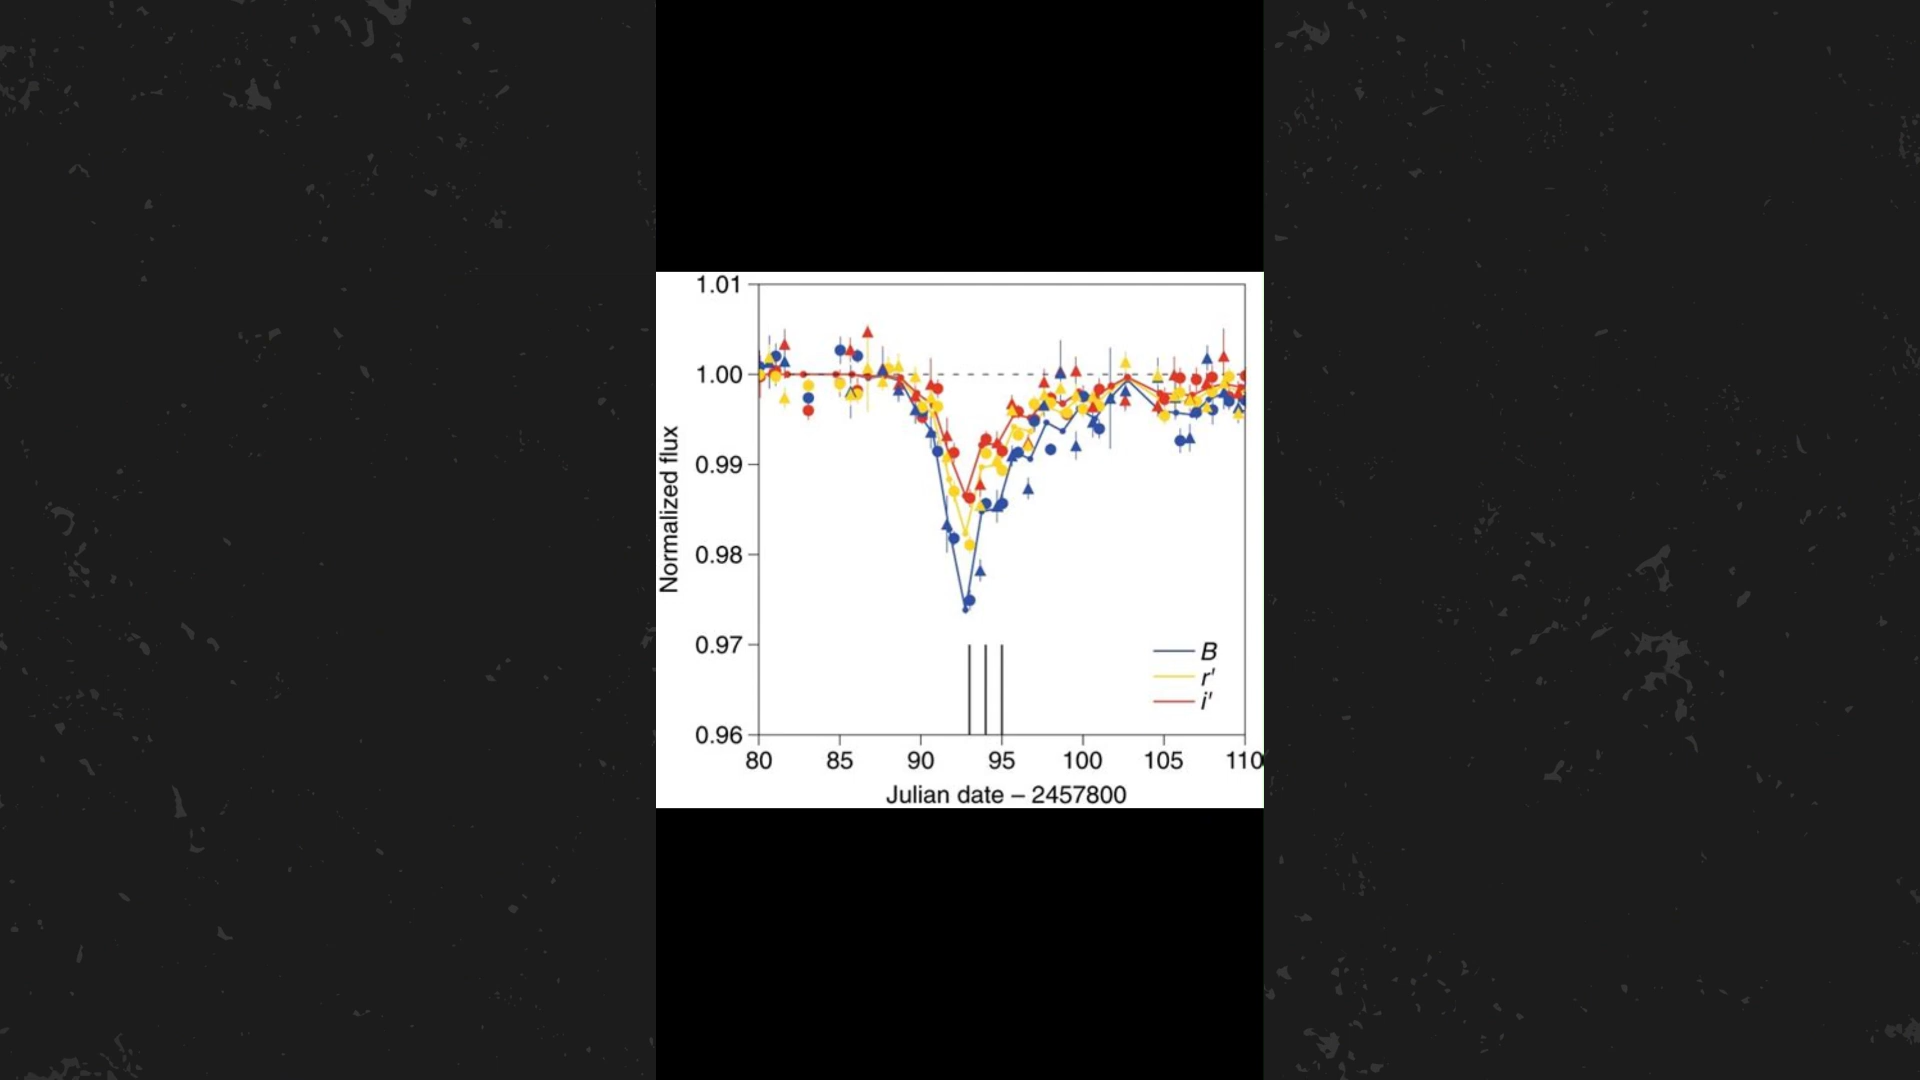 1.01
1.00
0.99
0.98
0.97
0.96
Normalized flux
B
r'
i'
80 85 90 95 100 105 110
Julian date – 2457800